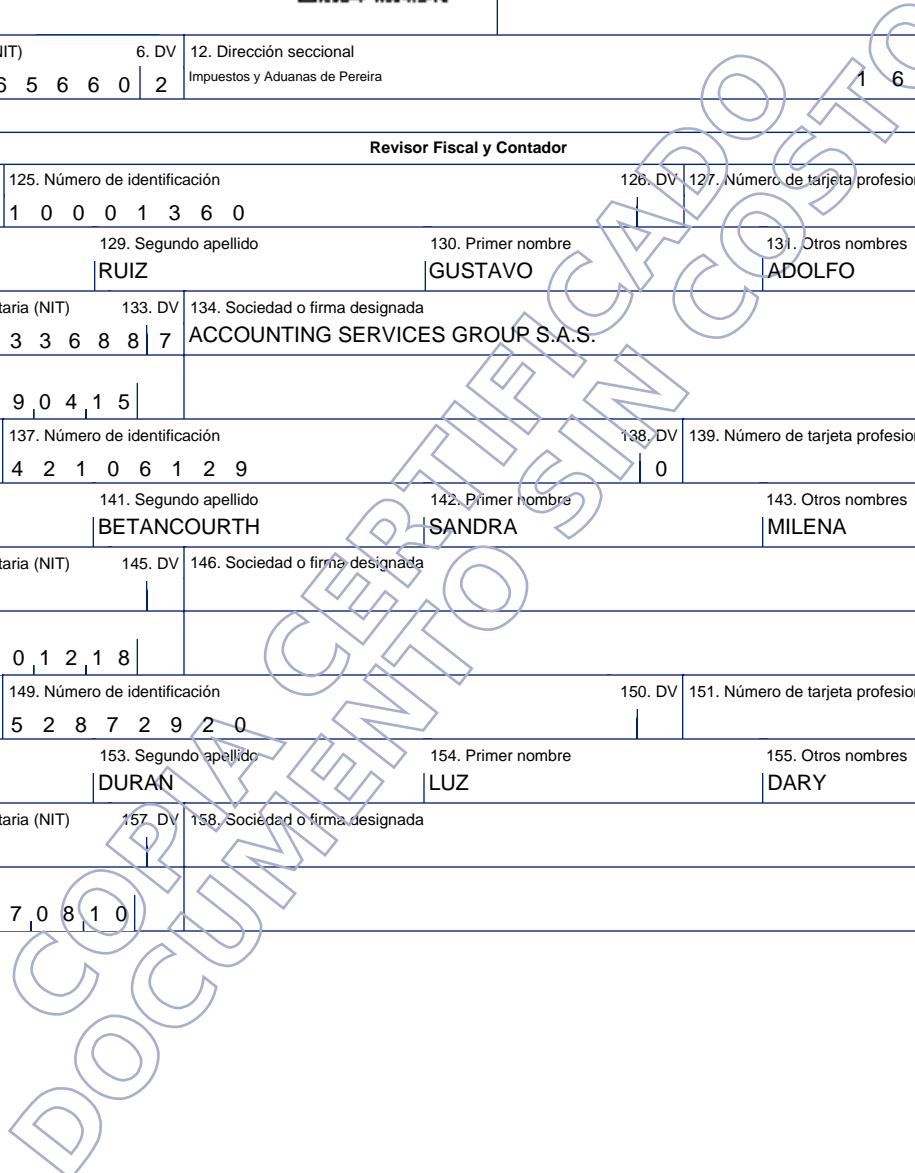 NIT) 6. DV 12. Dirección seccional
6 5 6 6 0 2 Impuestos y Aduanas de Pereira 1 6
Revisor Fiscal y Contador
125. Número de identificación 126. DV 127. Número de tarjeta profesion
1 0 0 0 1 3 6 0
129. Segundo apellido 130. Primer nombre 131. Otros nombres
RUIZ GUSTAVO ADOLFO
taria (NIT) 133. DV 134. Sociedad o firma designada
3 3 6 8 8 7 ACCOUNTING SERVICES GROUP S.A.S.
9 0 4 1 5
137. Número de identificación 138. DV 139. Número de tarjeta profesion
4 2 1 0 6 1 2 9 0
141. Segundo apellido 142. Primer nombre 143. Otros nombres
BETANCOURTH SANDRA MILENA
taria (NIT) 145. DV 146. Sociedad o firma designada
0 1 2 1 8
149. Número de identificación 150. DV 151. Número de tarjeta profesion
5 2 8 7 2 9 2 0
153. Segundo apellido 154. Primer nombre 155. Otros nombres
DURAN LUZ DARY
taria (NIT) 157. DV 158. Sociedad o firma designada
7 0 8 1 0
COPIA CERTIFICADO
DOCUMENTO SIN COSTO